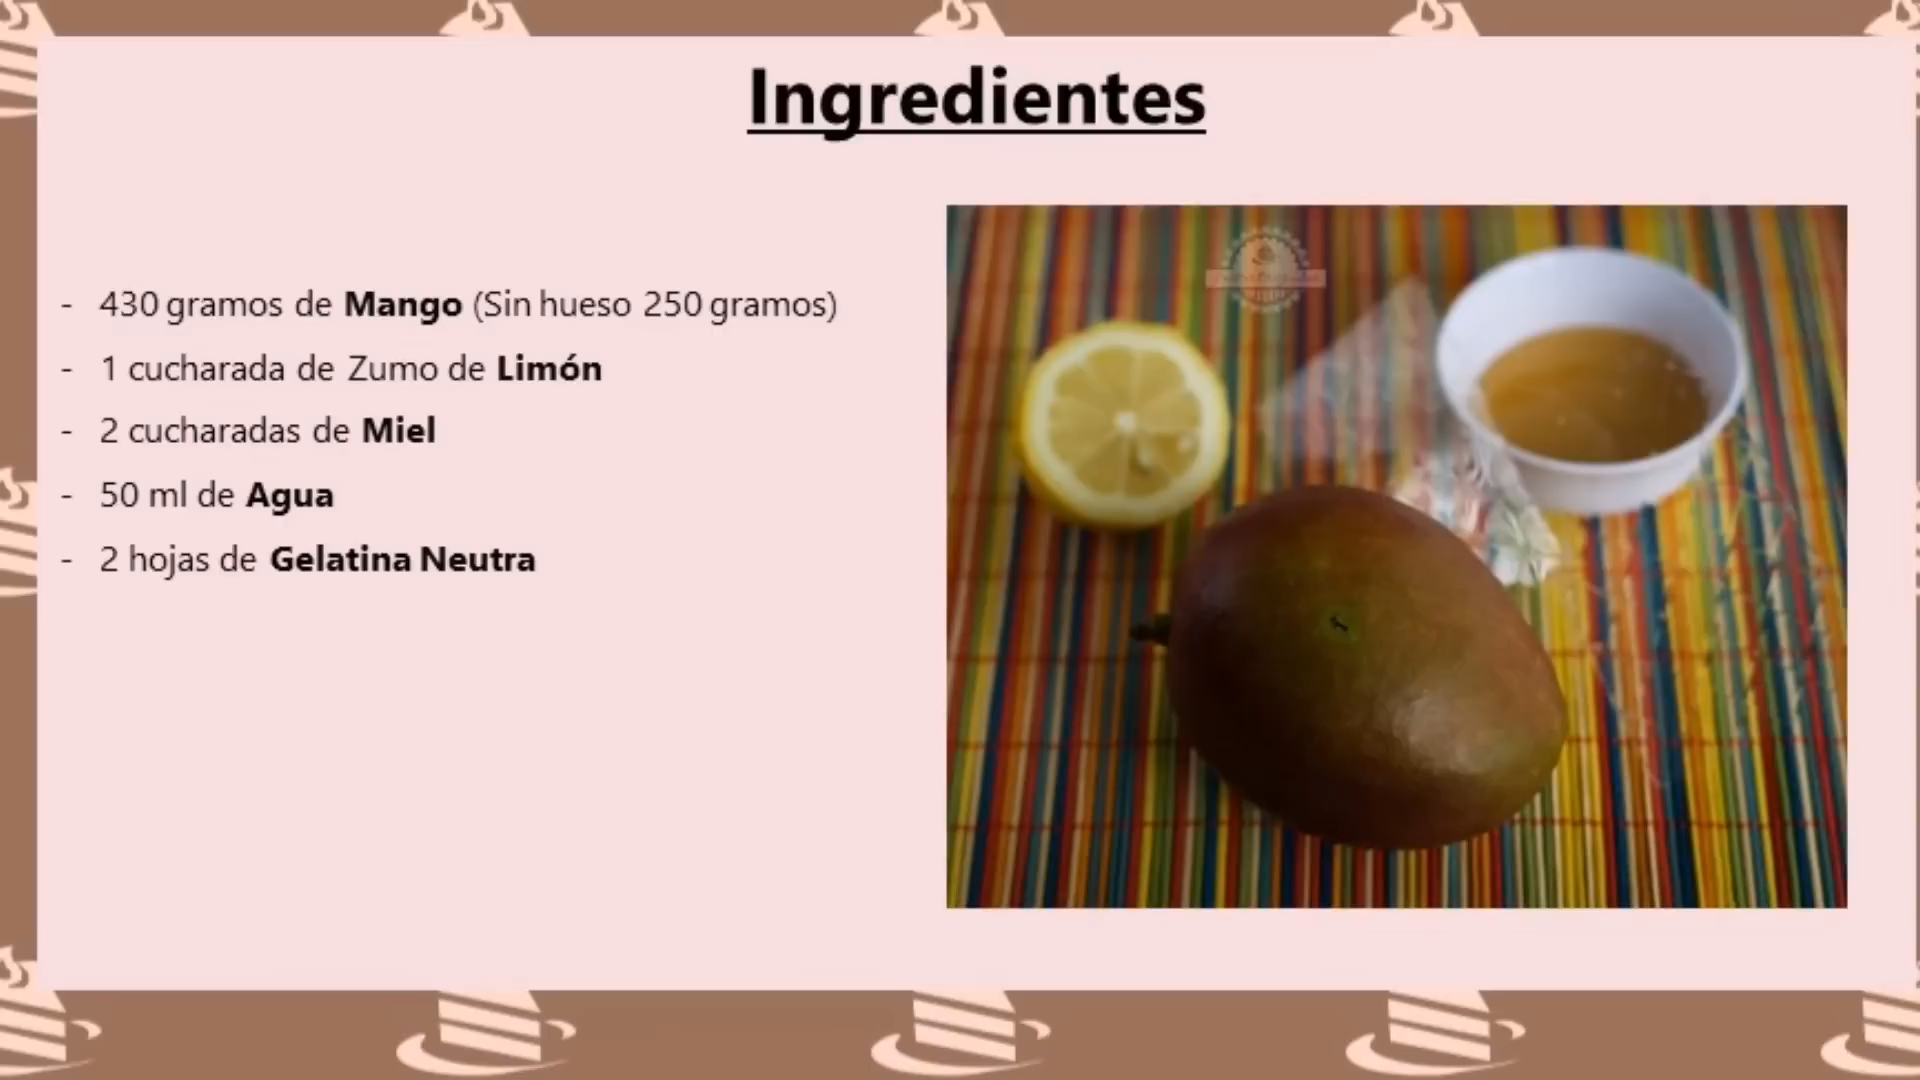 Ingredientes
- 430 gramos de Mango (Sin hueso 250 gramos)
- 1 cucharada de Zumo de Limón
- 2 cucharadas de Miel
- 50 ml de Agua
- 2 hojas de Gelatina Neutra